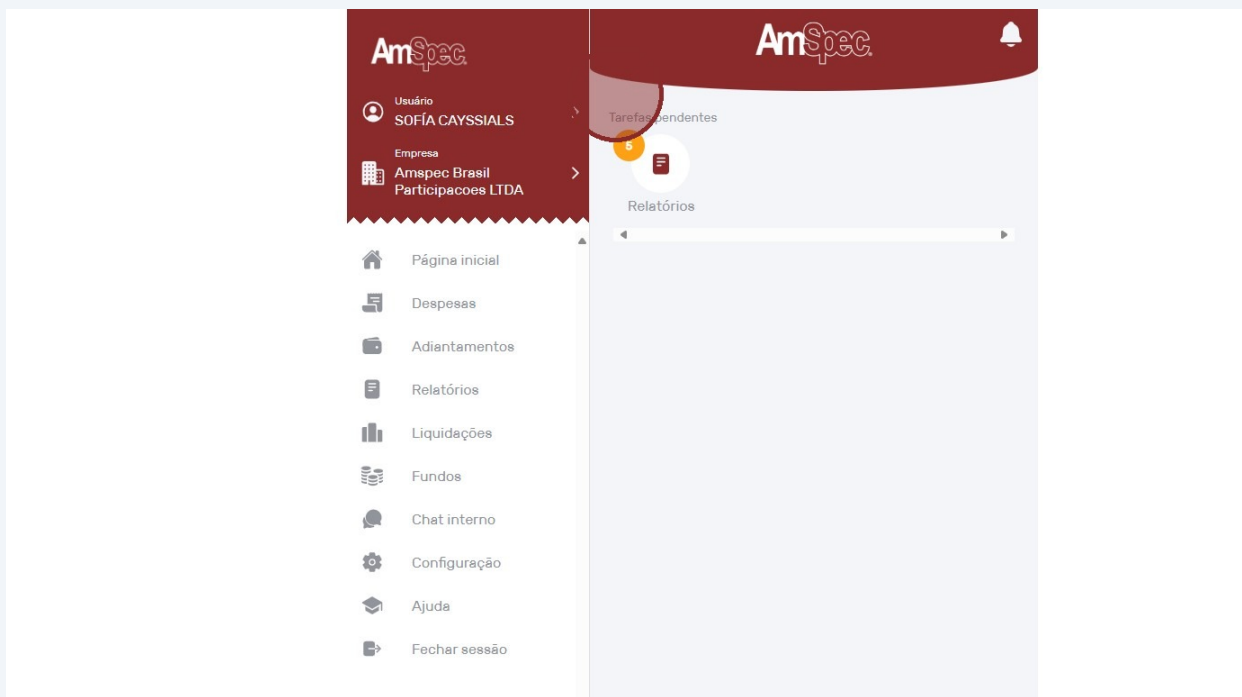 AmSpec.
Usuário
SOFÍA CAYSSIALS
Empresa
Amspec Brasil
Participacoes LTDA
Página inicial
Despesas
Adiantamentos
Relatórios
Liquidações
Fundos
Chat interno
Configuração
Ajuda
Fechar sessão
AmSpec.
Tarefas pendentes
5
Relatórios